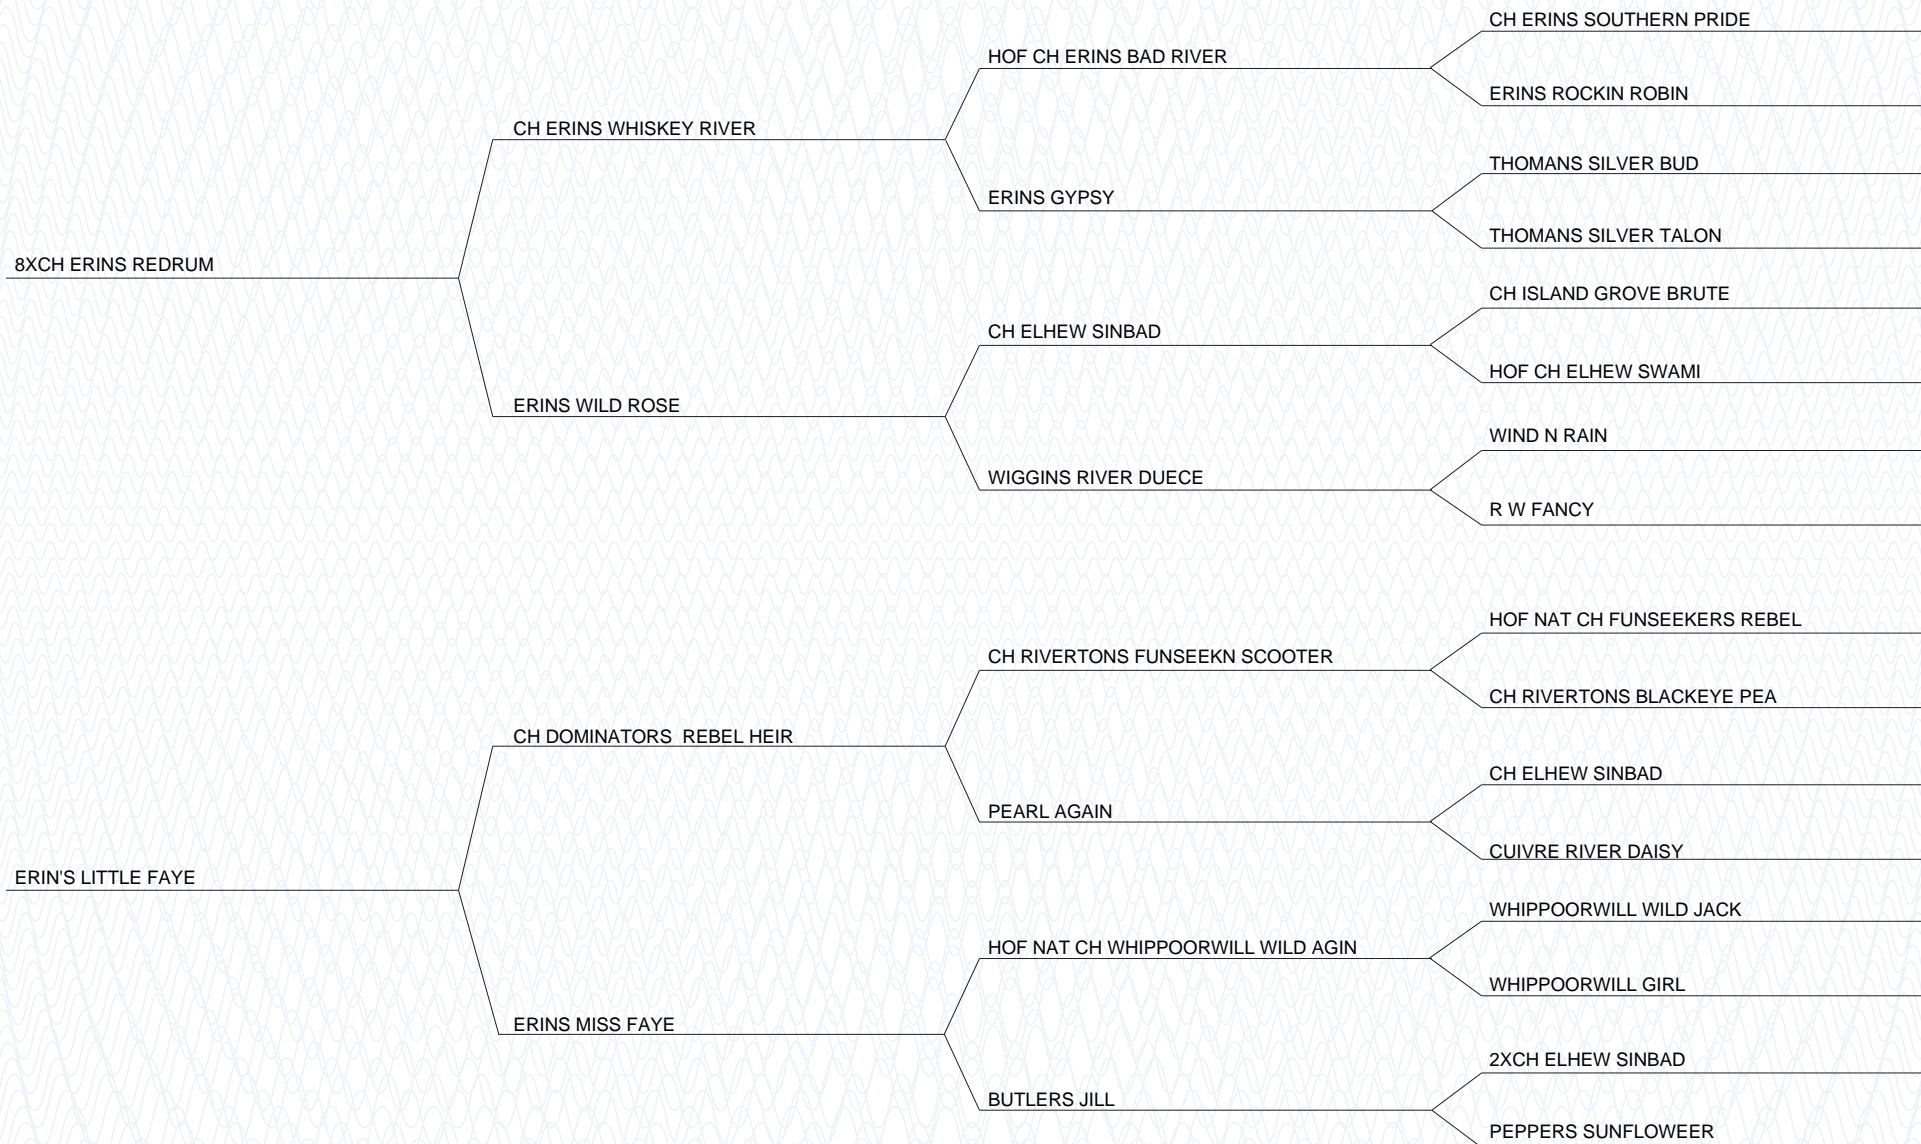 CH ERINS SOUTHERN PRIDE
HOF CH ERINS BAD RIVER
ERINS ROCKIN ROBIN
CH ERINS WHISKEY RIVER
THOMANS SILVER BUD
ERINS GYPSY
THOMANS SILVER TALON
8XCH ERINS REDRUM
CH ISLAND GROVE BRUTE
CH ELHEW SINBAD
HOF CH ELHEW SWAMI
ERINS WILD ROSE
WIND N RAIN
WIGGINS RIVER DUECE
R W FANCY
HOF NAT CH FUNSEEKERS REBEL
CH RIVERTONS FUNSEEKN SCOOTER
CH RIVERTONS BLACKEYE PEA
CH DOMINATORS  REBEL HEIR
CH ELHEW SINBAD
PEARL AGAIN
CUIVRE RIVER DAISY
ERIN'S LITTLE FAYE
WHIPPOORWILL WILD JACK
HOF NAT CH WHIPPOORWILL WILD AGIN
WHIPPOORWILL GIRL
ERINS MISS FAYE
2XCH ELHEW SINBAD
BUTLERS JILL
PEPPERS SUNFLOWEER